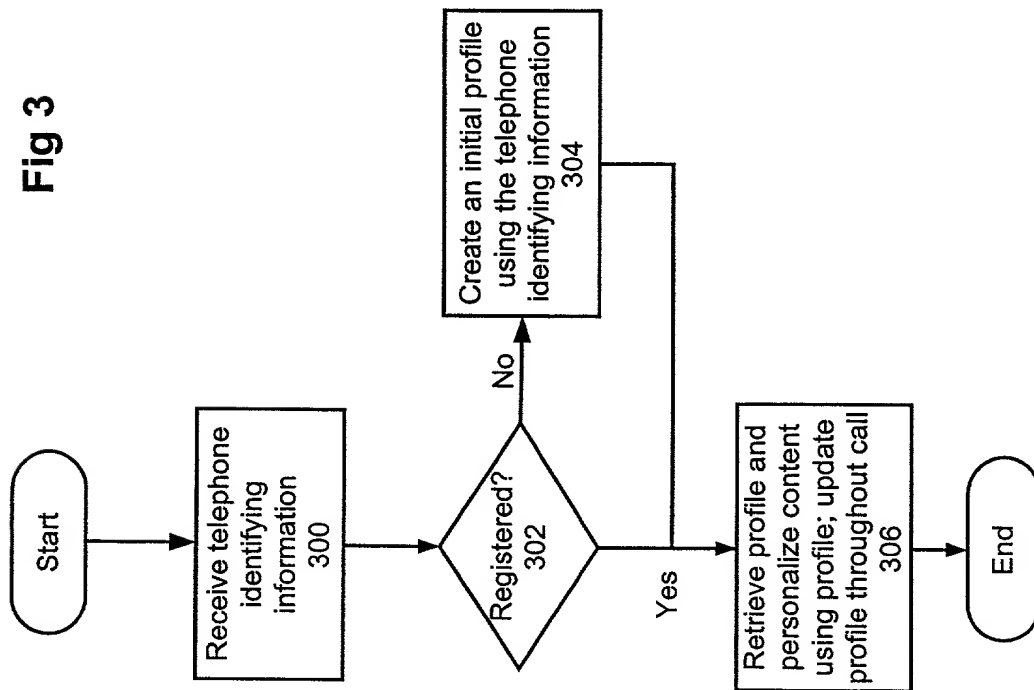 Fig 3
Start
Receive telephone
identifying
information
300
Registered?
302
No
Create an initial profile
using the telephone
identifying information
304
Yes
Retrieve profile and
personalize content
using profile; update
profile throughout call
306
End